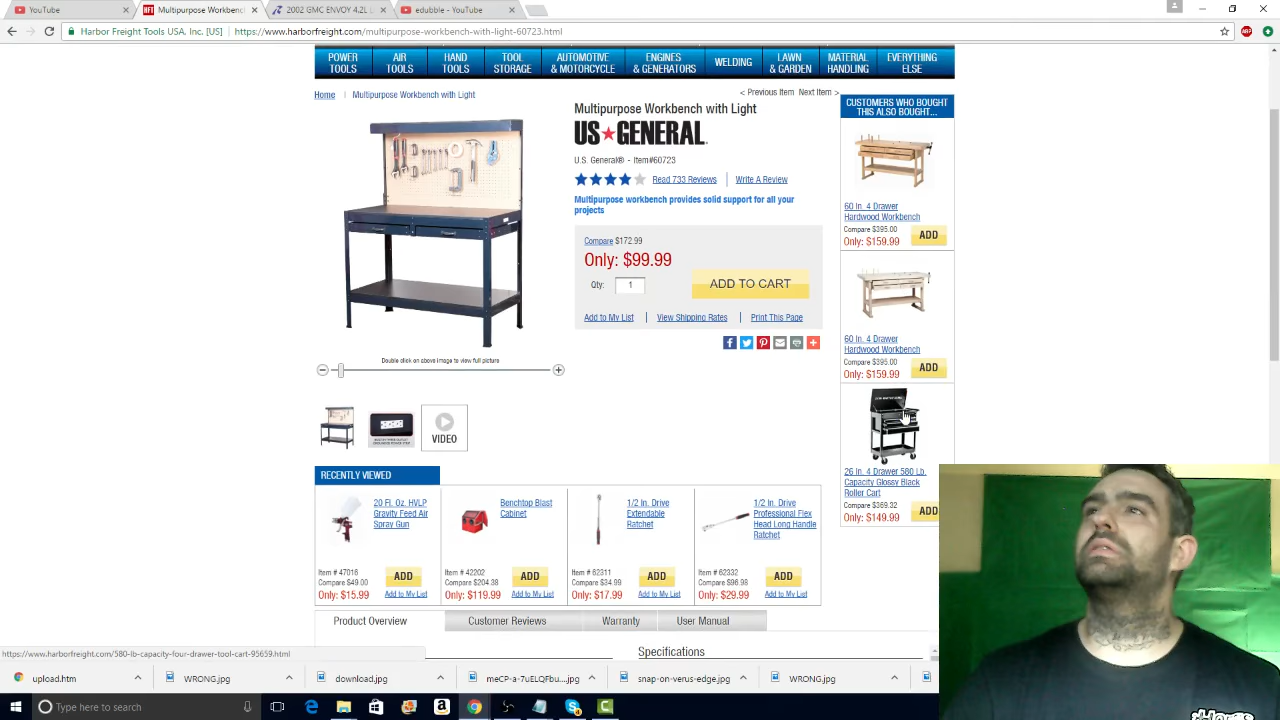 YouTube
Multipurpose Workbench
2002 GMC ENVOY 4.2L L
edubble - YouTube
Harbor Freight Tools USA, Inc. [US]
https://www.harborfreight.com/multipurpose-workbench-with-light-60723.html
POWER TOOLS
AIR TOOLS
HAND TOOLS
TOOL STORAGE
AUTOMOTIVE & MOTORCYCLE
ENGINES & GENERATORS
WELDING
LAWN & GARDEN
MATERIAL HANDLING
EVERYTHING ELSE
Home | Multipurpose Workbench with Light
< Previous Item Next Item >
Multipurpose Workbench with Light
US GENERAL
U.S. General® - Item#60723
Read 733 Reviews | Write A Review
Multipurpose workbench provides solid support for all your
projects
Compare $172.99
Only: $99.99
Qty: 1
ADD TO CART
Add to My List | View Shipping Rates | Print This Page
Double click on above image to view full picture
VIDEO
CUSTOMERS WHO BOUGHT
THIS ALSO BOUGHT...
60 In. 4 Drawer
Hardwood Workbench
Compare $395.00
Only: $159.99
ADD
60 In. 4 Drawer
Hardwood Workbench
Compare $395.00
Only: $159.99
ADD
26 In. 4 Drawer 580 Lb.
Capacity Glossy Black
Roller Cart
Compare $369.32
Only: $149.99
ADD
RECENTLY VIEWED
20 Fl. Oz. HVLP
Gravity Feed Air
Spray Gun
Item # 47016
Compare $49.00
Only: $15.99
ADD
Add to My List
Benchtop Blast
Cabinet
Item # 42202
Compare $204.38
Only: $119.99
ADD
Add to My List
1/2 In. Drive
Extendable
Ratchet
Item # 62311
Compare $34.99
Only: $17.99
ADD
Add to My List
1/2 In. Drive
Professional Flex
Head Long Handle
Ratchet
Item # 62332
Compare $96.98
Only: $29.99
ADD
Add to My List
Product Overview
Customer Reviews
Warranty
User Manual
Specifications
https://www.harborfreight.com/580-lb-capacity-four-drawer-tool-cart-95659.html
upload.htm
WRONG.jpg
meCP-a-7uELQFBu....jpg
snap-on-versus-edge.jpg
WRONG.jpg
Type here to search